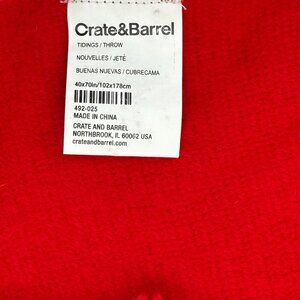 Crate&Barrel
TIDINGS / THROW
NOUVELLES / JETÉ
BUENAS NUEVAS / CUBRECAMA
40x70in/102x178cm
492-025
MADE IN CHINA
CRATE AND BARREL
NORTHBROOK, IL 60062 USA
crateandbarrel.com